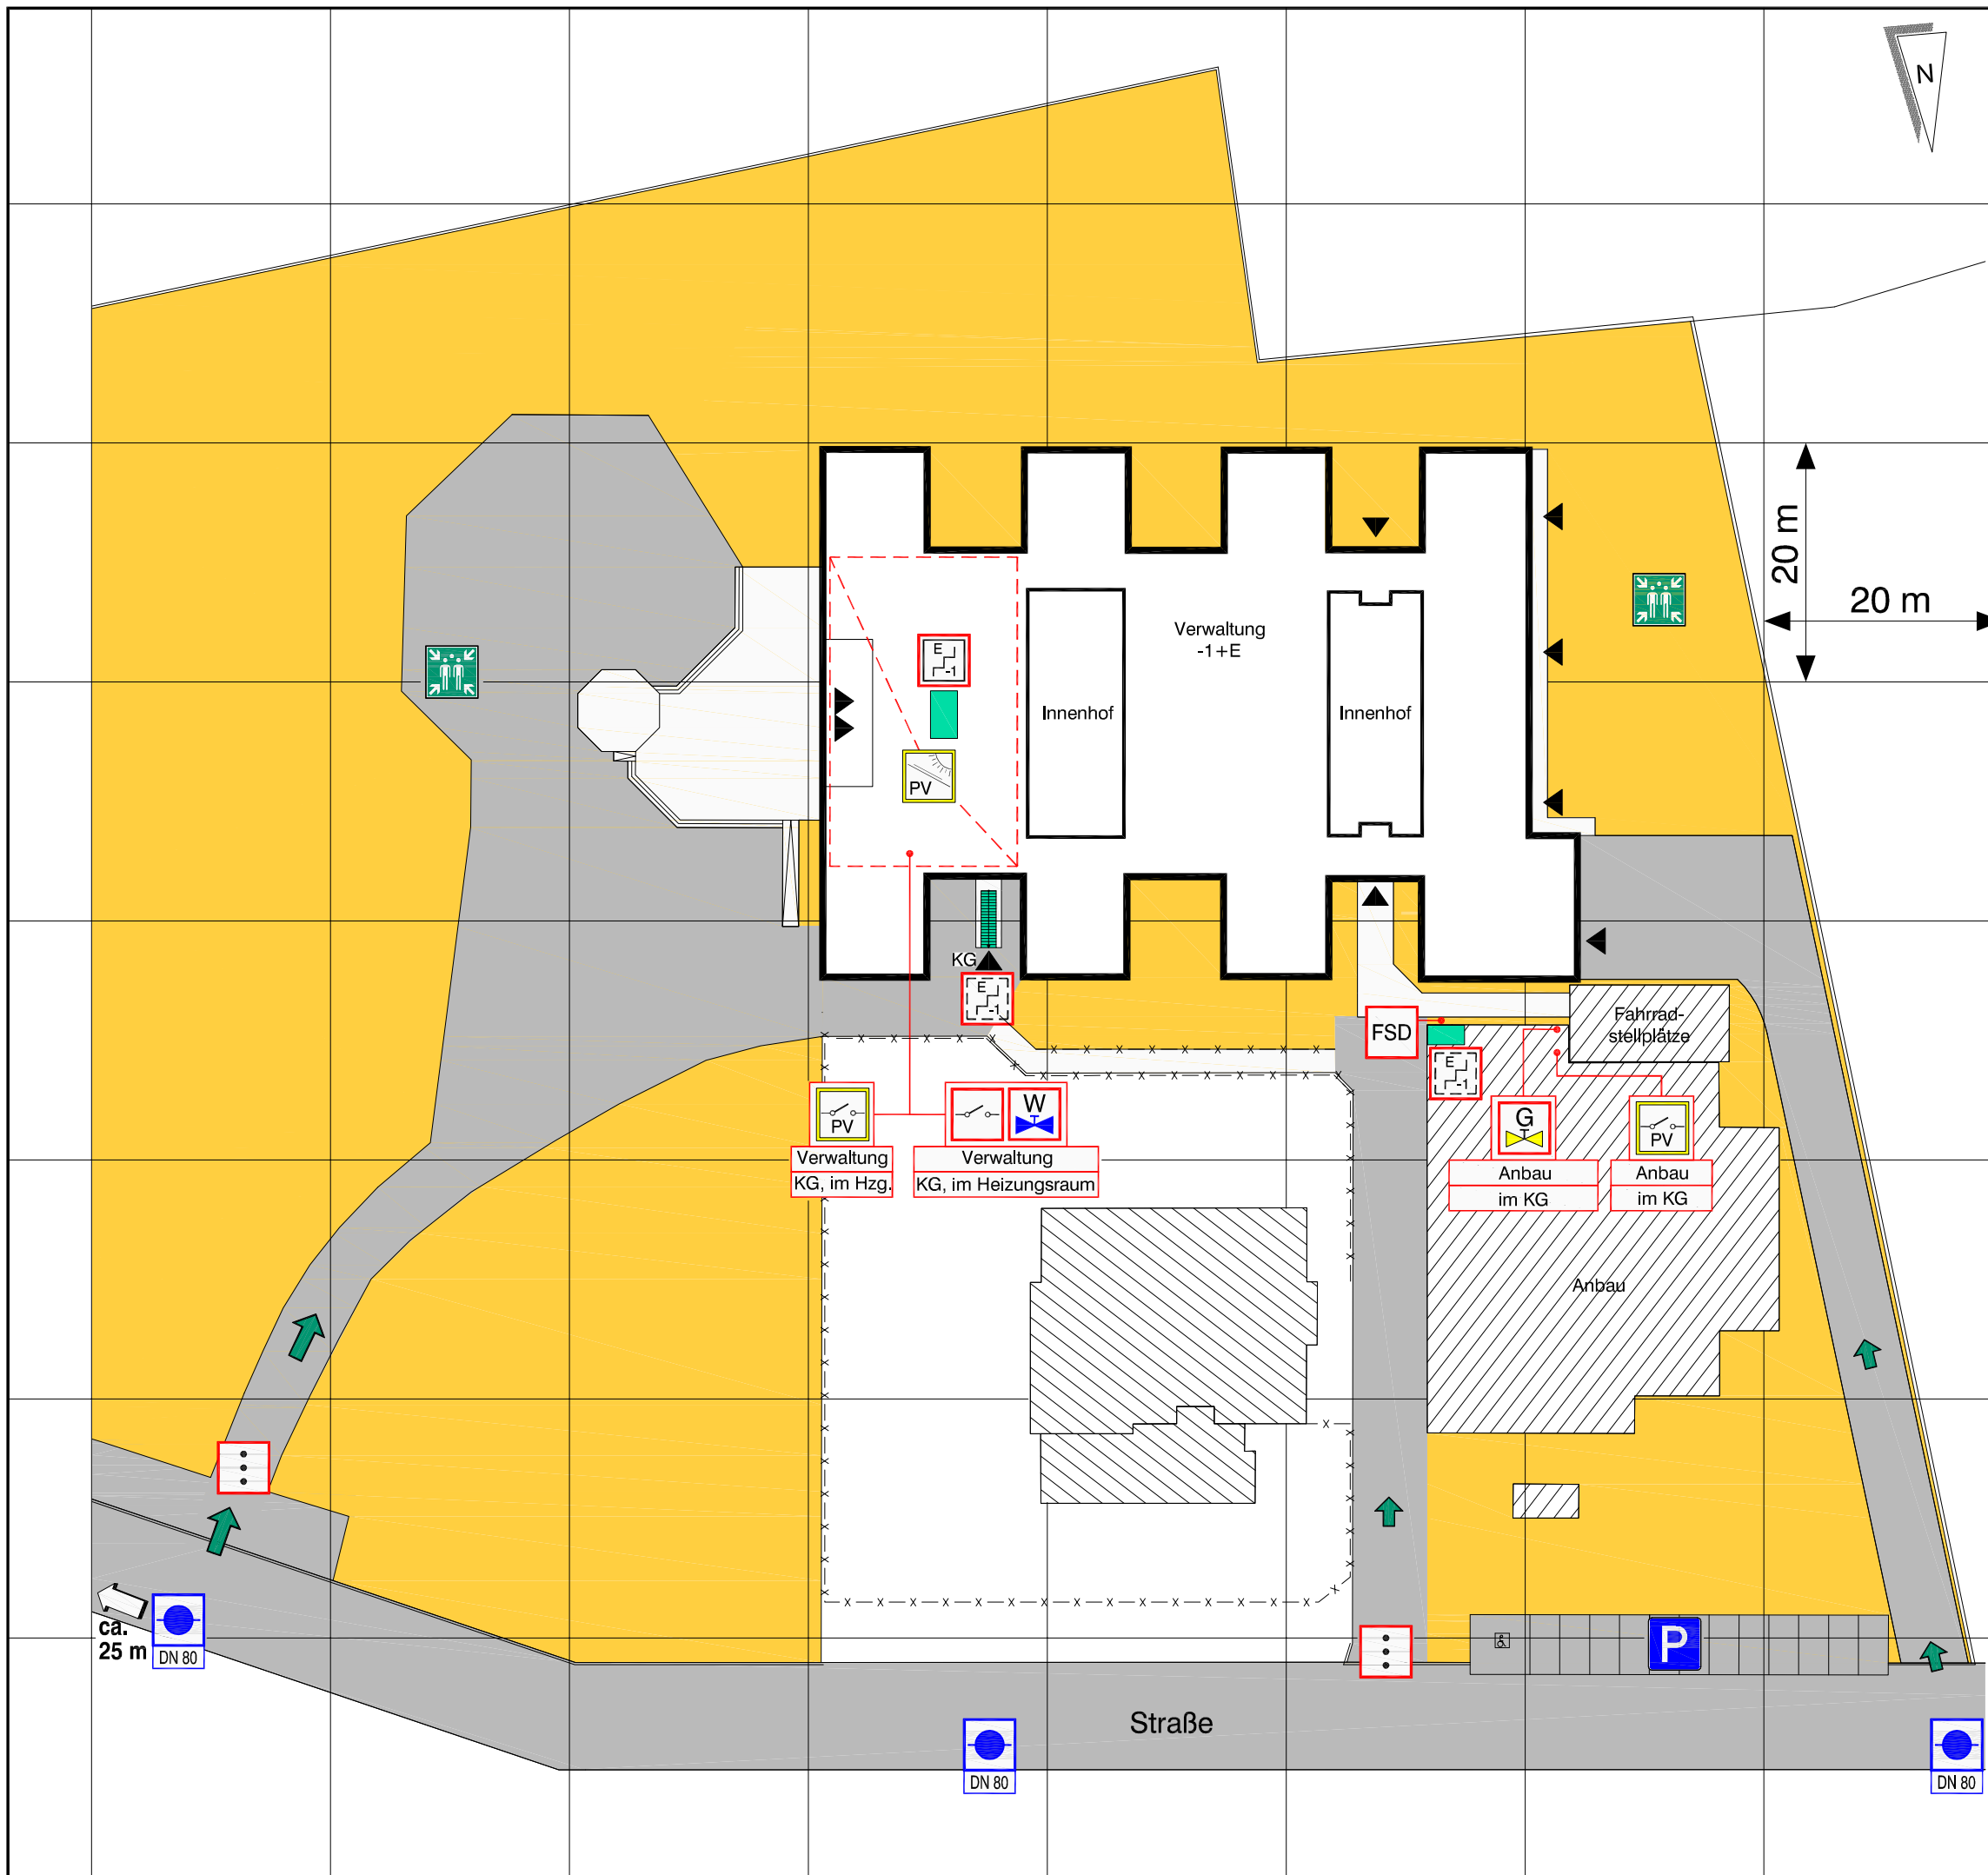 N
20 m
20 m
Verwaltung
-1+E
E
-1
Innenhof
Innenhof
PV
KG
E
-1
FSD
Fahrrad-
stellplätze
E
-1
PV
W
G
PV
Verwaltung
KG, im Hzg.
Verwaltung
KG, im Heizungsraum
Anbau
im KG
Anbau
im KG
Anbau
ca.
25 m
DN 80
P
Straße
DN 80
DN 80